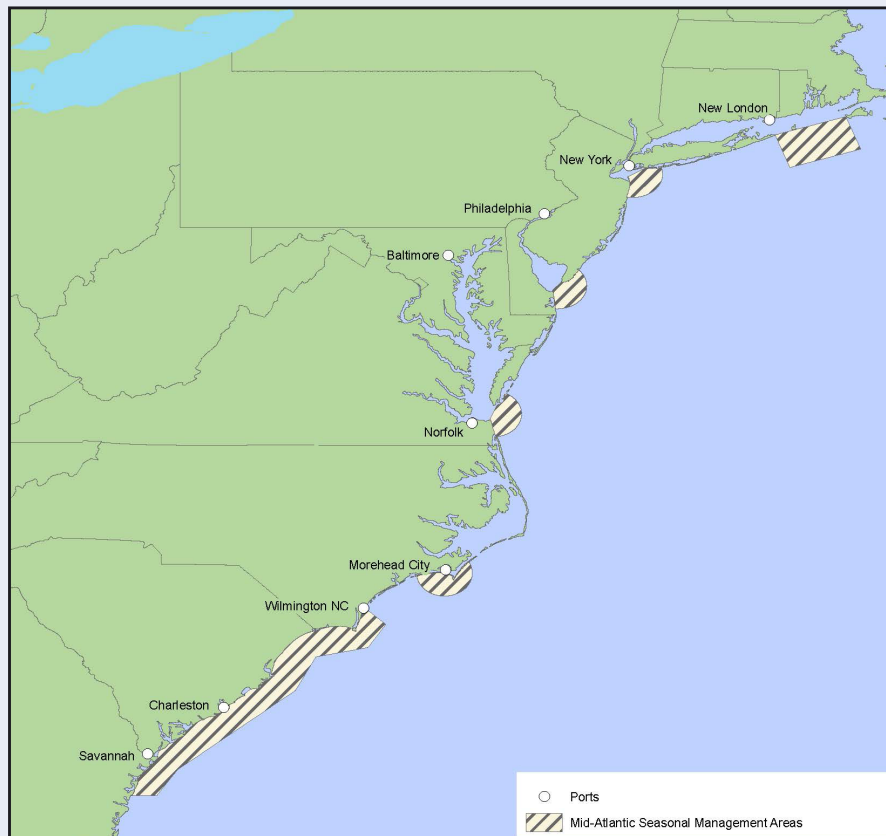 New London
New York
Philadelphia
Baltimore
Norfolk
Morehead City
Wilmington NC
Charleston
Savannah
Ports
Mid-Atlantic Seasonal Management Areas